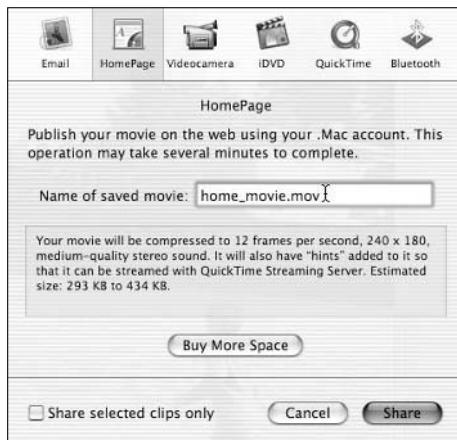 Email HomePage Videocamera iDVD QuickTime Bluetooth
HomePage
Publish your movie on the web using your .Mac account. This
operation may take several minutes to complete.
Name of saved movie: home_movie.mov
Your movie will be compressed to 12 frames per second, 240 x 180,
medium-quality stereo sound. It will also have "hints" added to it so
that it can be streamed with QuickTime Streaming Server. Estimated
size: 293 KB to 434 KB.
Buy More Space
Share selected clips only Cancel Share